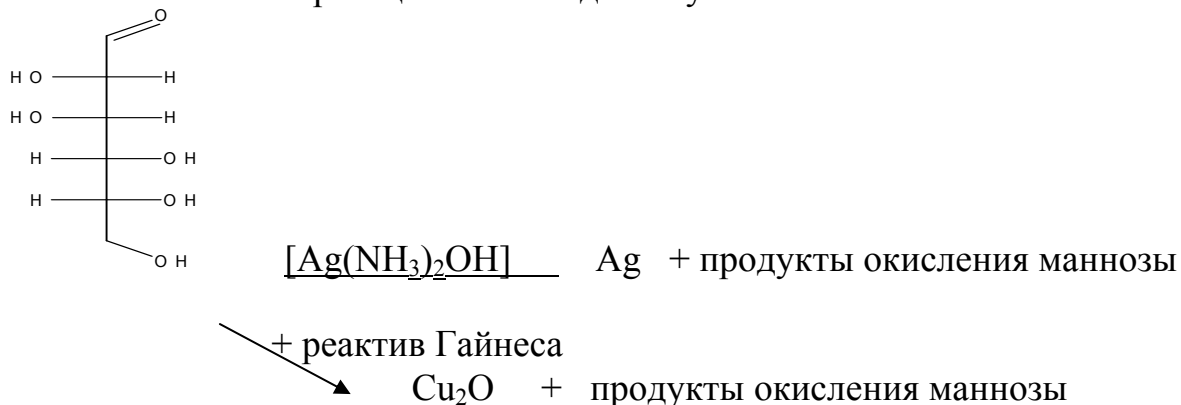 O
H O H
H O H
H O H
H O H
O H
[Ag(NH3)2OH] Ag + продукты окисления маннозы
+ реактив Гайнеса
Cu2O + продукты окисления маннозы